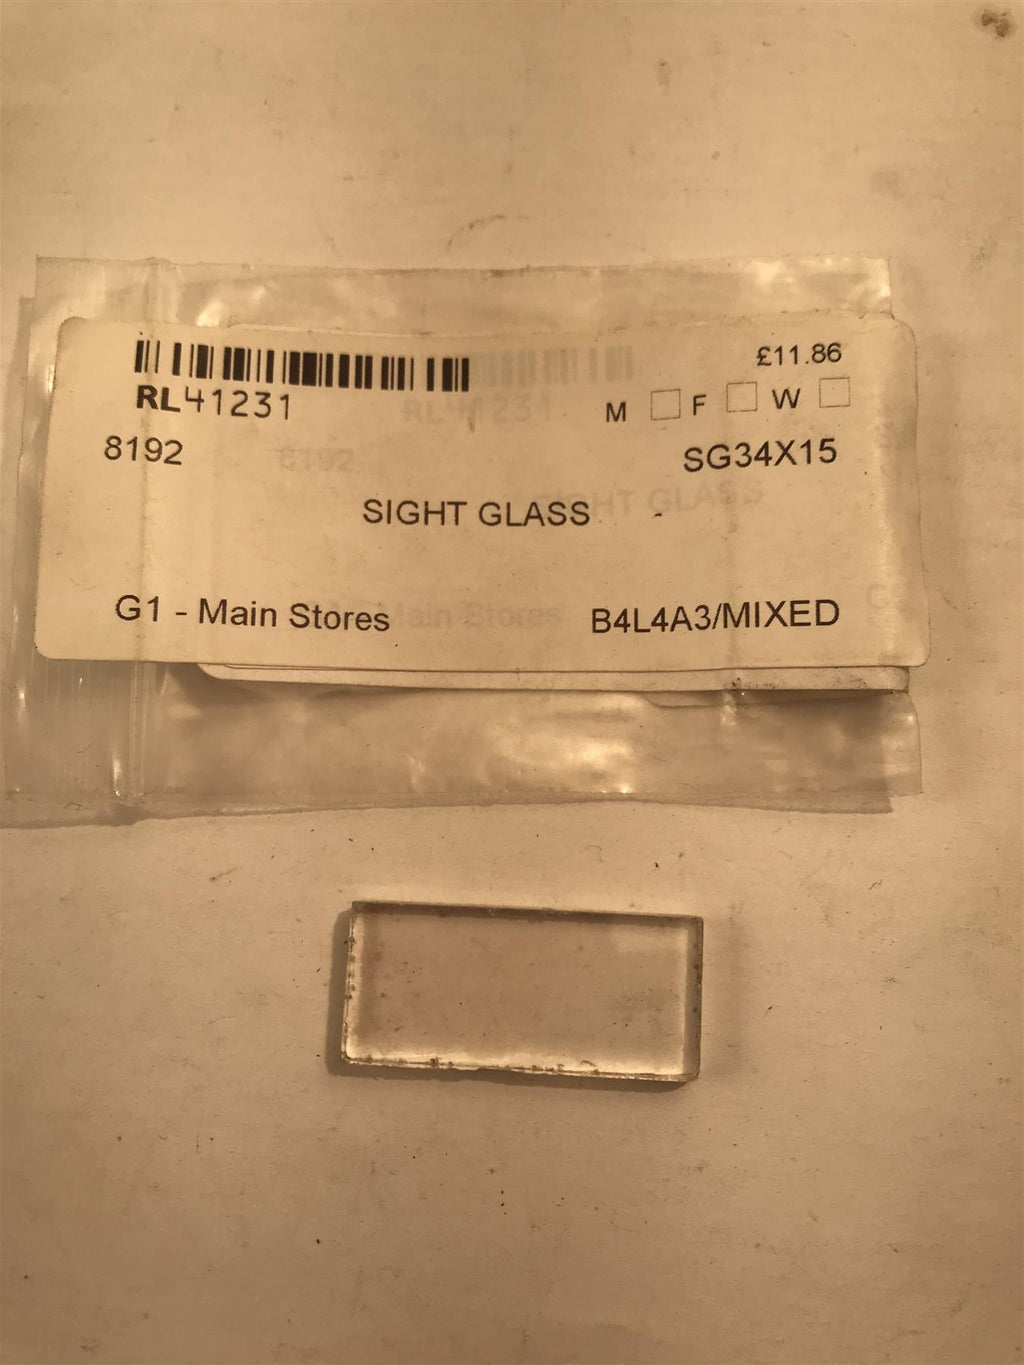 £11.86
RL41231
M F W
8192
SG34X15
SIGHT GLASS -
G1 - Main Stores
B4L4A3/MIXED